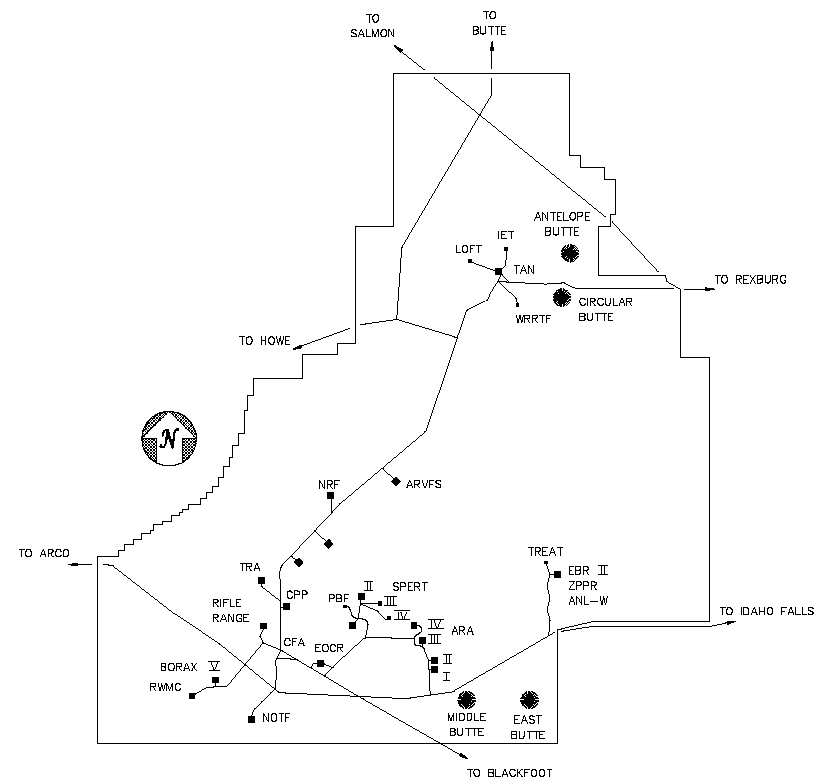 TO
SALMON
TO
BUTTE
ANTELOPE
BUTTE
IET
LOFT
TAN
TO REXBURG
CIRCULAR
BUTTE
WRRTF
TO HOWE
N
NRF
ARVFS
TO ARCO
TREAT
TRA
EBR II
ZPPR
ANL-W
II
SPERT
CPP
PBF
III
RIFLE
RANGE
IV
IV
ARA
TO IDAHO FALLS
III
CFA
EOCR
II
BORAX V
I
RWMC
NOTF
MIDDLE
BUTTE
EAST
BUTTE
TO BLACKFOOT